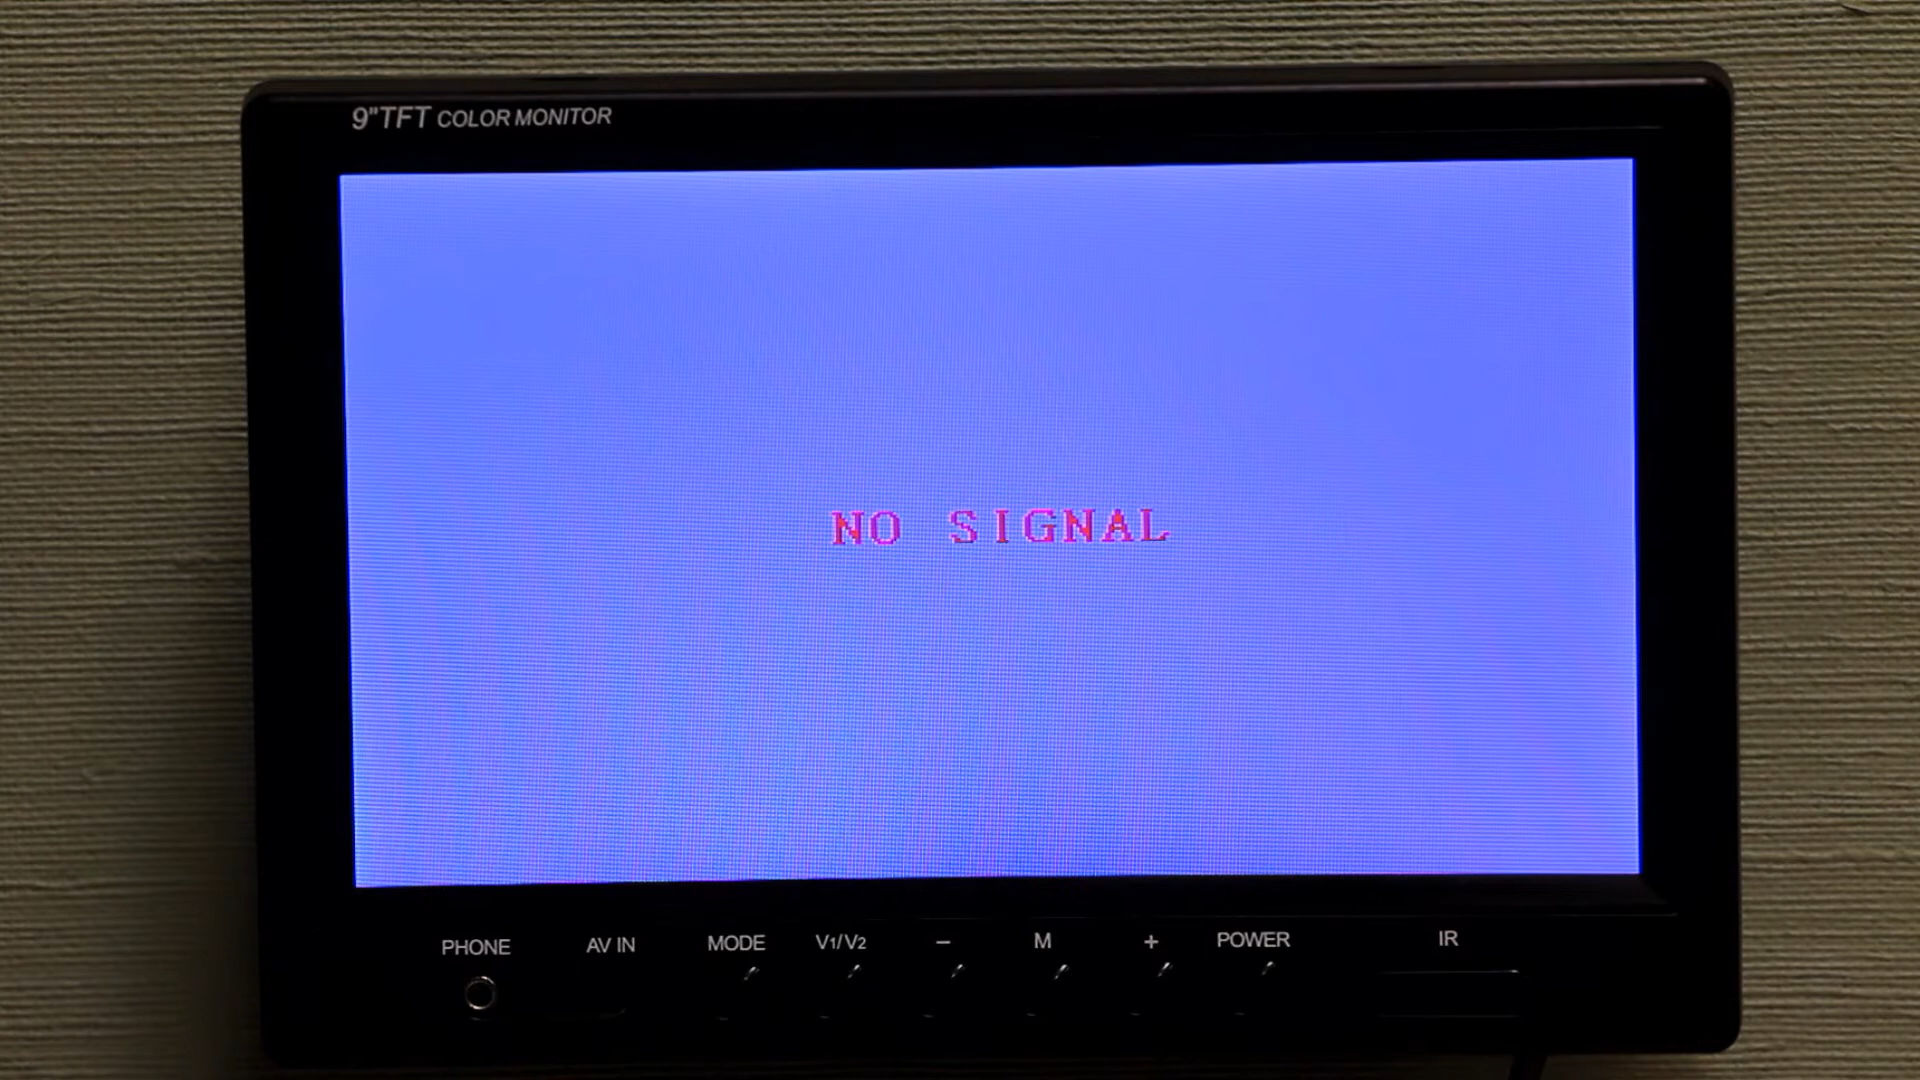 9"TFT COLOR MONITOR
NO SIGNAL
PHONE AV IN MODE V1/V2 − M + POWER IR